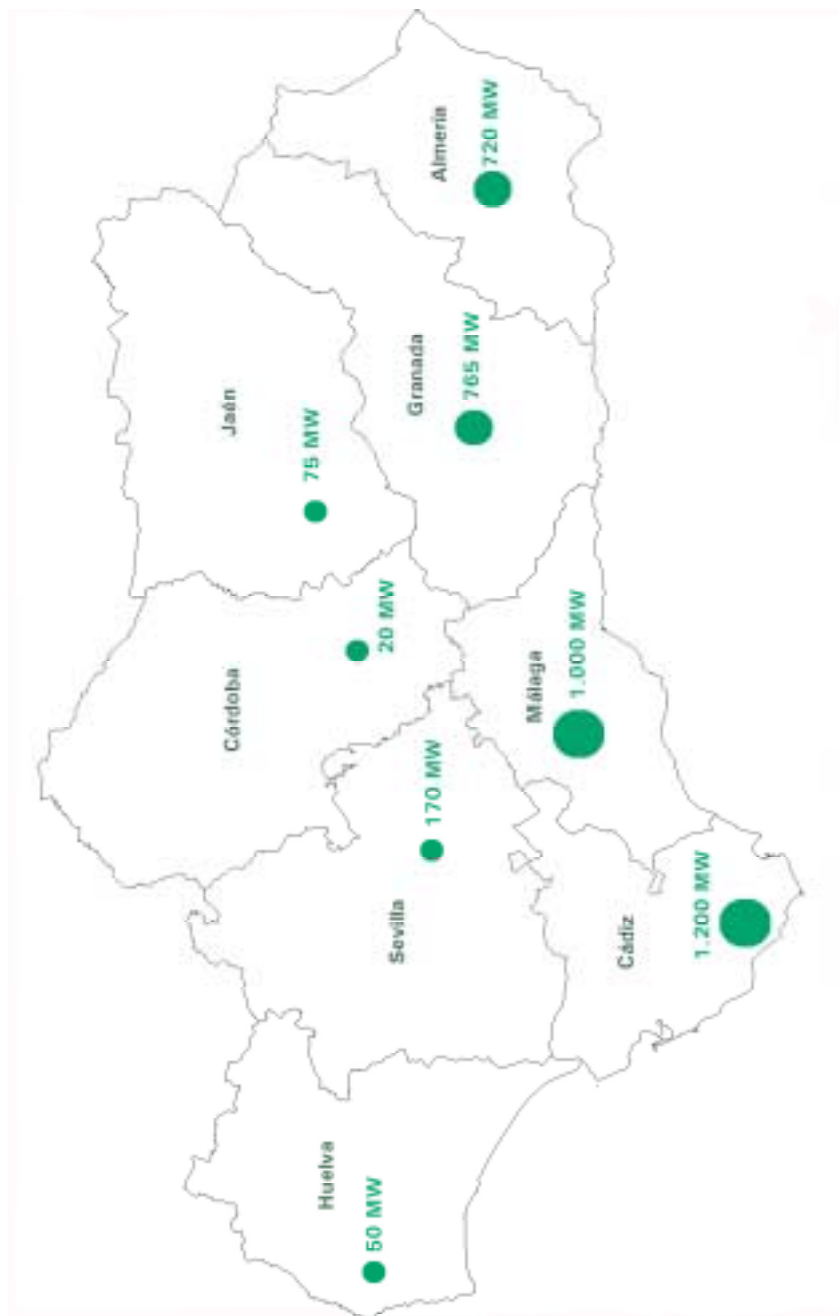 Huelva
50 MW
Sevilla
170 MW
Córdoba
20 MW
Jaén
75 MW
Cádiz
1.200 MW
Málaga
1.000 MW
Granada
765 MW
Almería
720 MW